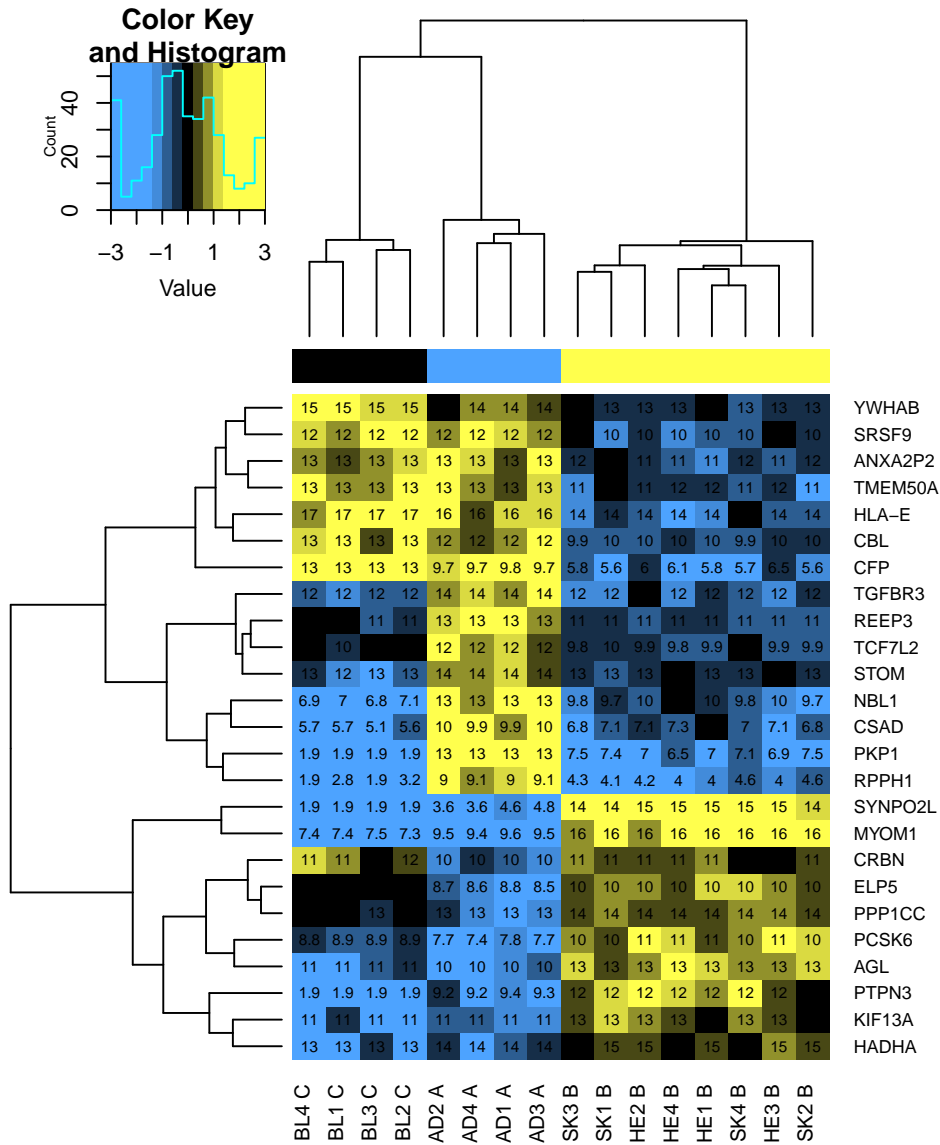 Color Key
and Histogram
Count
0 20 40
−3 −1 1 3
Value
15 15 15 15 14 14 14 13 13 13 13 13 13 YWHAB
12 12 12 12 12 12 12 12 10 10 10 10 10 10 SRSF9
13 13 13 13 13 13 13 13 12 11 11 11 12 11 12 ANXA2P2
13 13 13 13 13 13 13 13 11 11 12 12 11 12 11 TMEM50A
17 17 17 17 16 16 16 16 14 14 14 14 14 14 14 HLA−E
13 13 13 13 12 12 12 12 9.9 10 10 10 10 9.9 10 10 CBL
13 13 13 13 9.7 9.7 9.8 9.7 5.8 5.6 6 6.1 5.8 5.7 6.5 5.6 CFP
12 12 12 12 14 14 14 14 12 12 12 12 12 12 12 TGFBR3
11 11 13 13 13 13 11 11 11 11 11 11 11 11 REEP3
10 12 12 12 12 9.8 10 9.9 9.8 9.9 9.9 9.9 TCF7L2
13 12 13 13 14 14 14 14 13 13 13 13 13 13 STOM
6.9 7 6.8 7.1 13 13 13 13 9.8 9.7 10 10 9.8 10 9.7 NBL1
5.7 5.7 5.1 5.6 10 9.9 9.9 10 6.8 7.1 7.1 7.3 7 7.1 6.8 CSAD
1.9 1.9 1.9 1.9 13 13 13 13 7.5 7.4 7 6.5 7 7.1 6.9 7.5 PKP1
1.9 2.8 1.9 3.2 9 9.1 9 9.1 4.3 4.1 4.2 4 4 4.6 4 4.6 RPPH1
1.9 1.9 1.9 1.9 3.6 3.6 4.6 4.8 14 14 15 15 15 15 15 14 SYNPO2L
7.4 7.4 7.5 7.3 9.5 9.4 9.6 9.5 16 16 16 16 16 16 16 16 MYOM1
11 11 12 10 10 10 10 11 11 11 11 11 11 CRBN
8.7 8.6 8.8 8.5 10 10 10 10 10 10 10 10 ELP5
13 13 13 13 13 14 14 14 14 14 14 14 14 PPP1CC
8.8 8.9 8.9 8.9 7.7 7.4 7.8 7.7 10 10 11 11 11 10 11 10 PCSK6
11 11 11 11 10 10 10 10 13 13 13 13 13 13 13 13 AGL
1.9 1.9 1.9 1.9 9.2 9.2 9.4 9.3 12 12 12 12 12 12 12 PTPN3
11 11 11 11 11 11 11 11 13 13 13 13 13 13 KIF13A
13 13 13 13 14 14 14 14 15 15 15 15 15 HADHA
BL4 C BL1 C BL3 C BL2 C AD2 A AD4 A AD1 A AD3 A SK3 B SK1 B HE2 B HE4 B HE1 B SK4 B HE3 B SK2 B